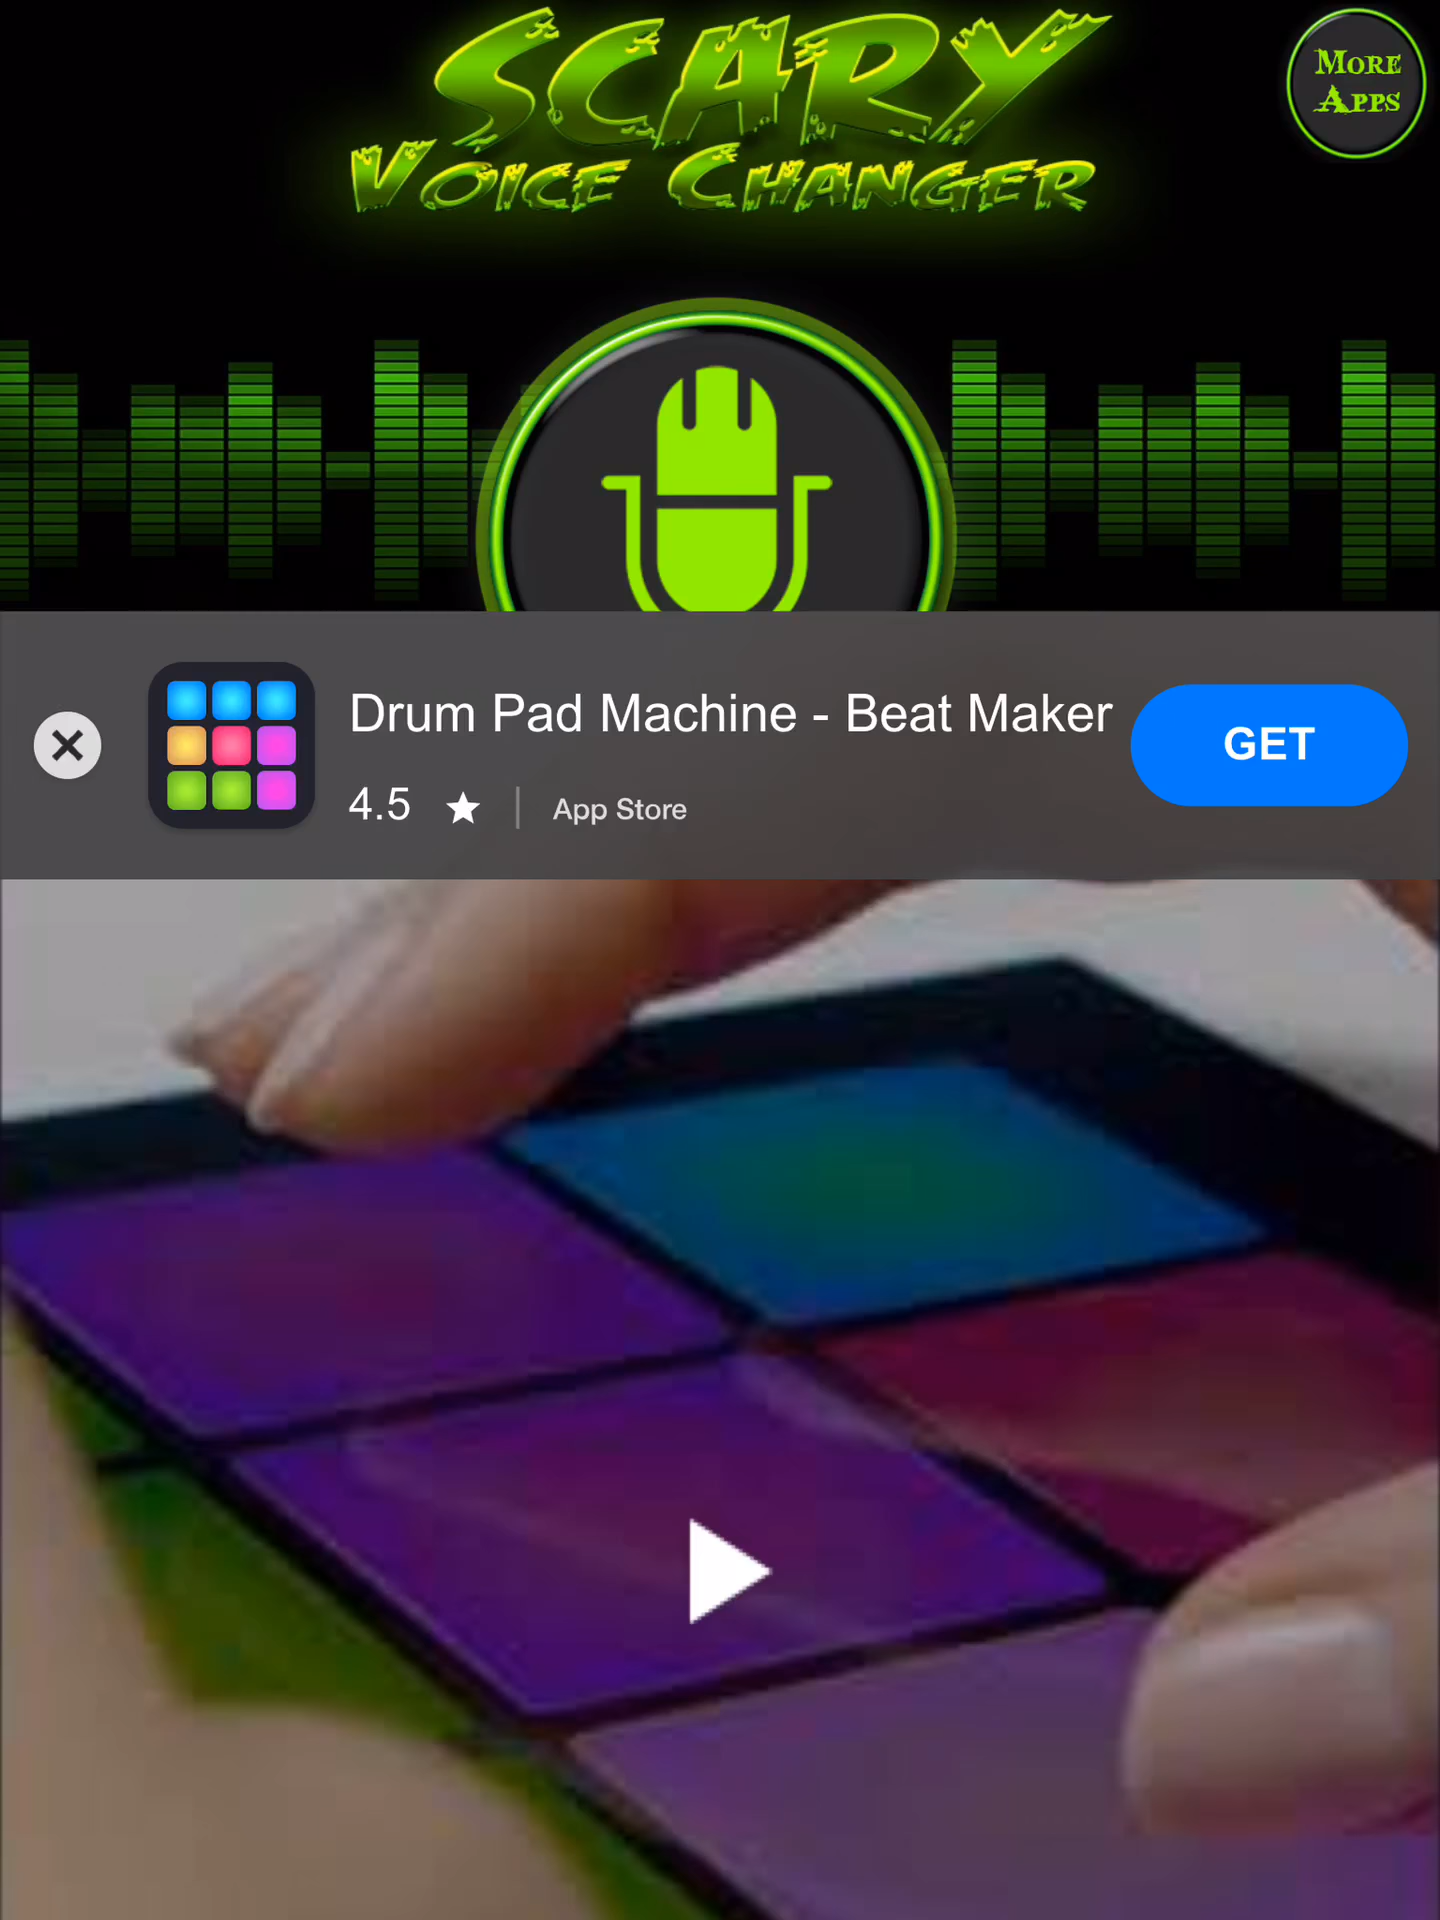 SCARY
VOICE CHANGER
MORE
APPS
Drum Pad Machine - Beat Maker
4.5 ★ | App Store
GET